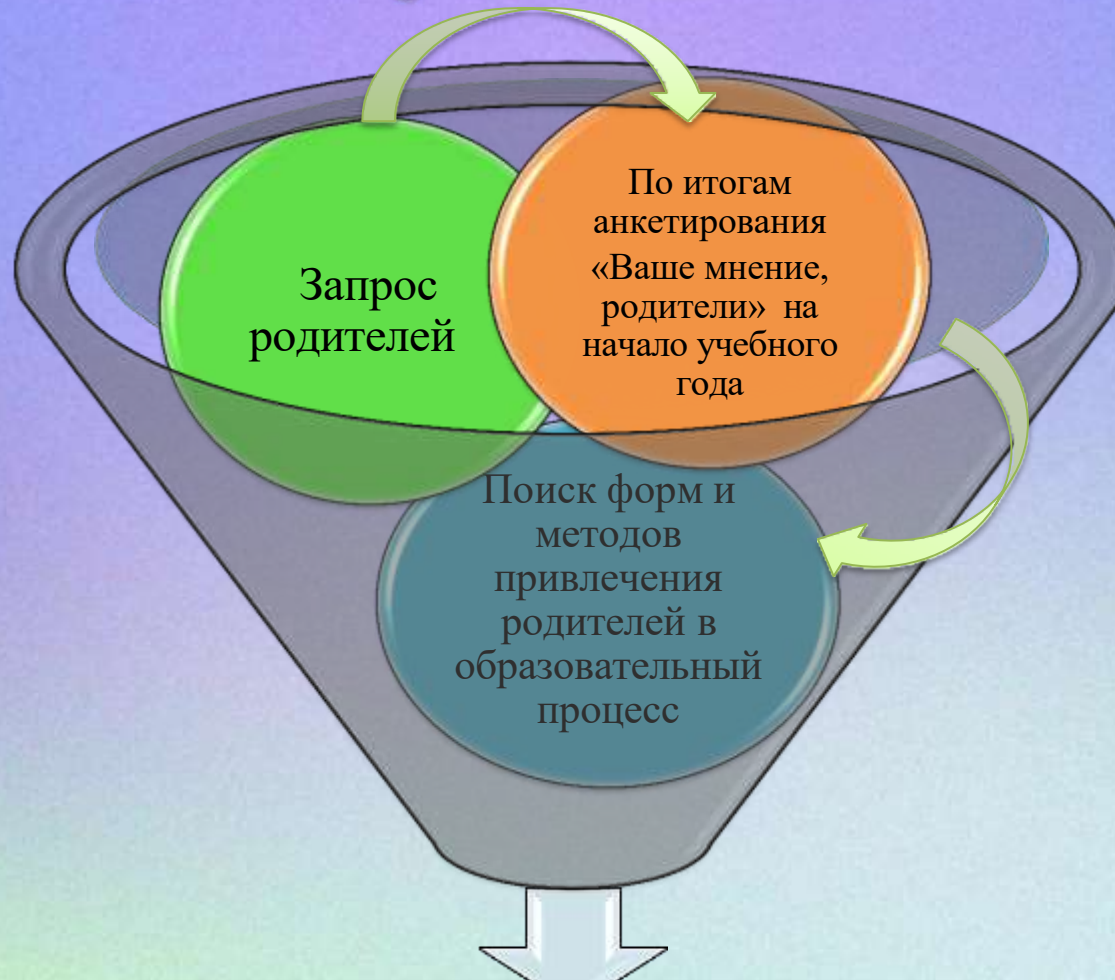 Запрос
родителей
По итогам
анкетирования
«Ваше мнение,
родители» на
начало учебного
года
Поиск форм и
методов
привлечения
родителей в
образовательный
процесс